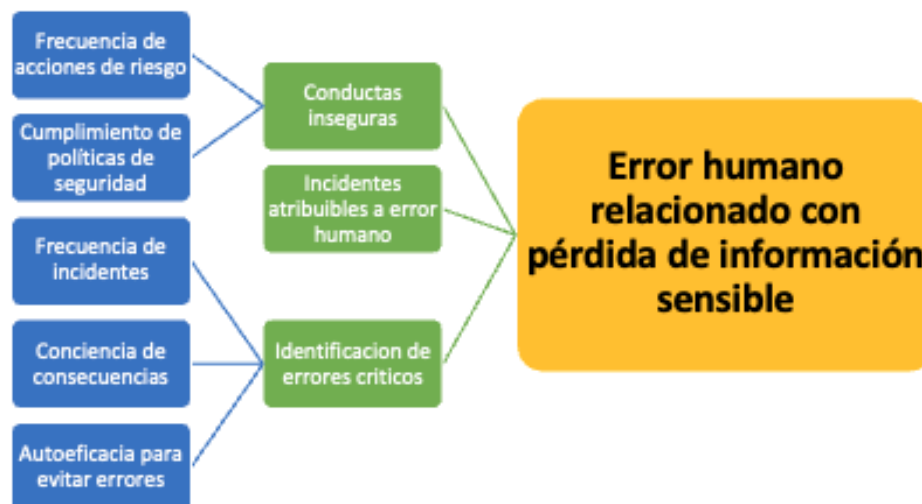 Frecuencia de
acciones de riesgo
Cumplimiento de
políticas de
seguridad
Frecuencia de
incidentes
Conciencia de
consecuencias
Autoeficacia para
evitar errores
Conductas
inseguras
Incidentes
atribuibles a error
humano
Identificacion de
errores criticos
Error humano
relacionado con
pérdida de información
sensible